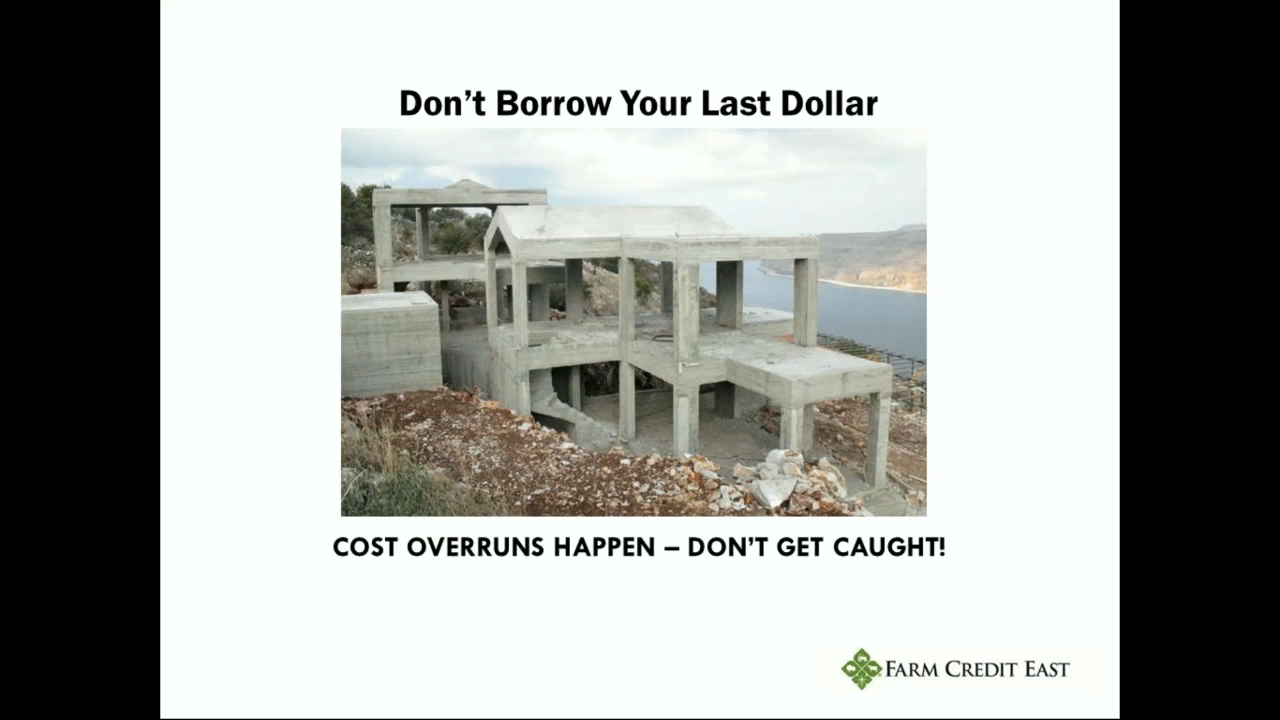 Don't Borrow Your Last Dollar
COST OVERRUNS HAPPEN – DON'T GET CAUGHT!
FARM CREDIT EAST